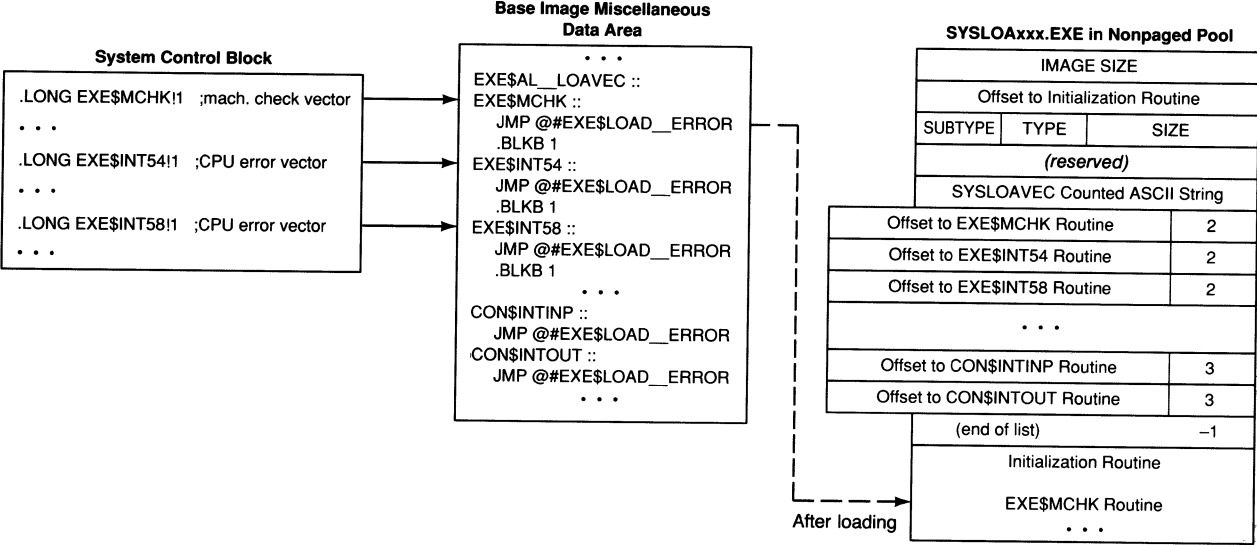 System Control Block
.LONG EXE$MCHK!1 ;mach. check vector
. . .
.LONG EXE$INT54!1 ;CPU error vector
. . .
.LONG EXE$INT58!1 ;CPU error vector
. . .
Base Image Miscellaneous
Data Area
. . .
EXE$AL__LOAVEC ::
EXE$MCHK ::
JMP @#EXE$LOAD__ERROR
.BLKB 1
EXE$INT54 ::
JMP @#EXE$LOAD__ERROR
.BLKB 1
EXE$INT58 ::
JMP @#EXE$LOAD__ERROR
.BLKB 1
. . .
CON$INTINP ::
JMP @#EXE$LOAD__ERROR
CON$INTOUT ::
JMP @#EXE$LOAD__ERROR
. . .
After loading
SYSLOAxxx.EXE in Nonpaged Pool
IMAGE SIZE
Offset to Initialization Routine
SUBTYPE TYPE SIZE
(reserved)
SYSLOAVEC Counted ASCII String
Offset to EXE$MCHK Routine 2
Offset to EXE$INT54 Routine 2
Offset to EXE$INT58 Routine 2
. . .
Offset to CON$INTINP Routine 3
Offset to CON$INTOUT Routine 3
(end of list) –1
Initialization Routine
EXE$MCHK Routine
. . .